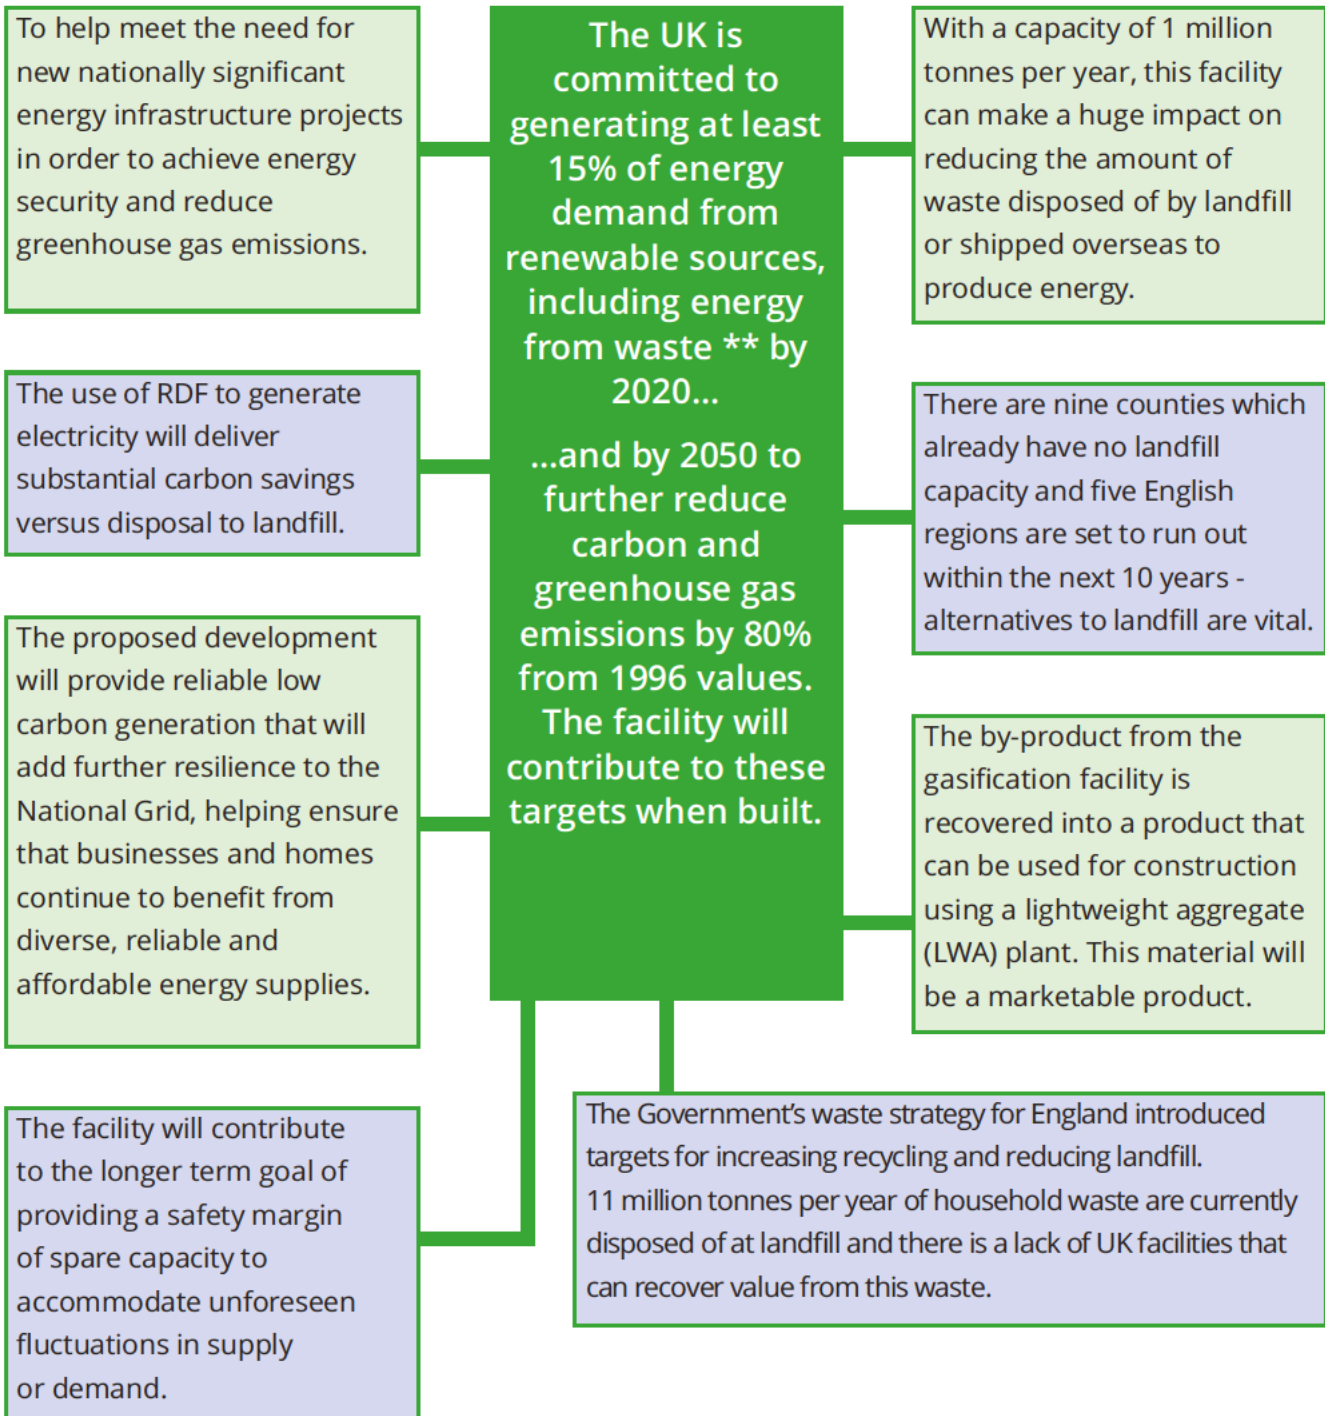 To help meet the need for
new nationally significant
energy infrastructure projects
in order to achieve energy
security and reduce
greenhouse gas emissions.
The use of RDF to generate
electricity will deliver
substantial carbon savings
versus disposal to landfill.
The proposed development
will provide reliable low
carbon generation that will
add further resilience to the
National Grid, helping ensure
that businesses and homes
continue to benefit from
diverse, reliable and
affordable energy supplies.
The facility will contribute
to the longer term goal of
providing a safety margin
of spare capacity to
accommodate unforeseen
fluctuations in supply
or demand.
The UK is
committed to
generating at least
15% of energy
demand from
renewable sources,
including energy
from waste ** by
2020...
...and by 2050 to
further reduce
carbon and
greenhouse gas
emissions by 80%
from 1996 values.
The facility will
contribute to these
targets when built.
With a capacity of 1 million
tonnes per year, this facility
can make a huge impact on
reducing the amount of
waste disposed of by landfill
or shipped overseas to
produce energy.
There are nine counties which
already have no landfill
capacity and five English
regions are set to run out
within the next 10 years -
alternatives to landfill are vital.
The by-product from the
gasification facility is
recovered into a product that
can be used for construction
using a lightweight aggregate
(LWA) plant. This material will
be a marketable product.
The Government’s waste strategy for England introduced
targets for increasing recycling and reducing landfill.
11 million tonnes per year of household waste are currently
disposed of at landfill and there is a lack of UK facilities that
can recover value from this waste.